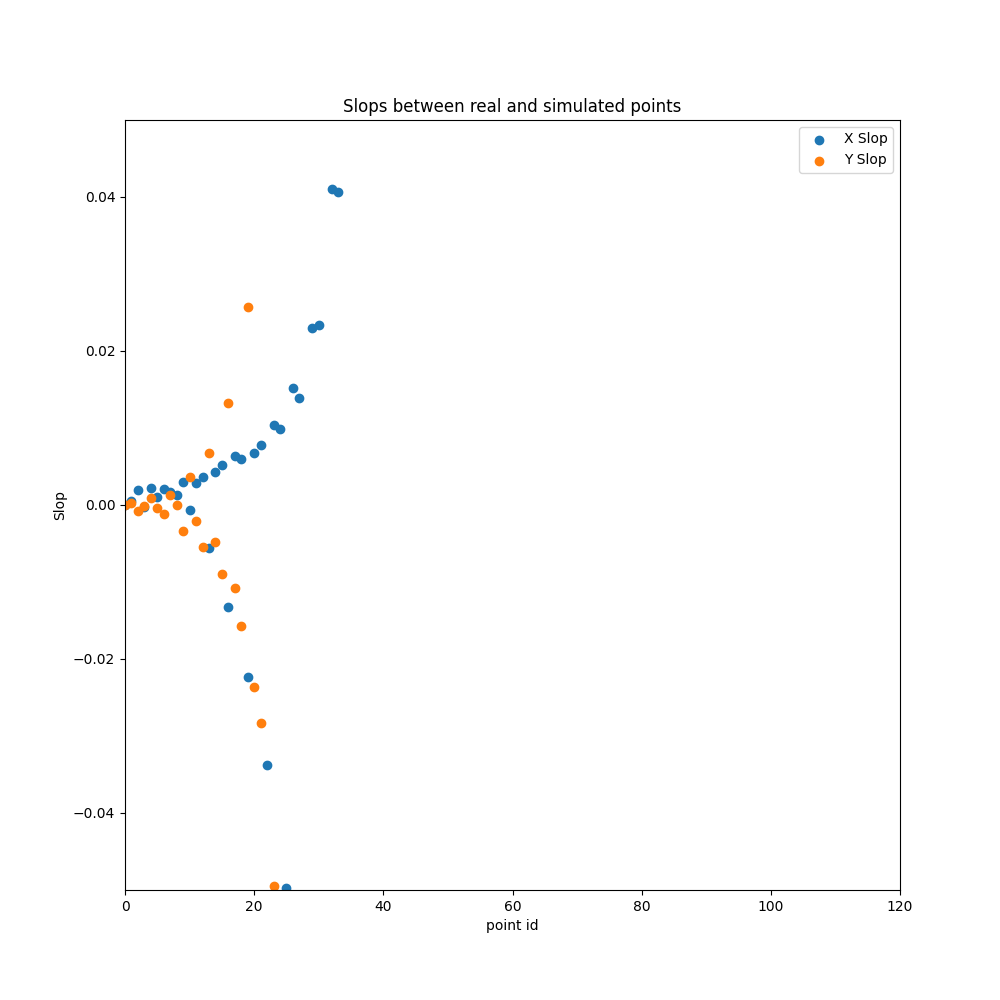 Slops between real and simulated points
X Slop
Y Slop
0.04
0.02
0.00
−0.02
−0.04
Slop
0 20 40 60 80 100 120
point id